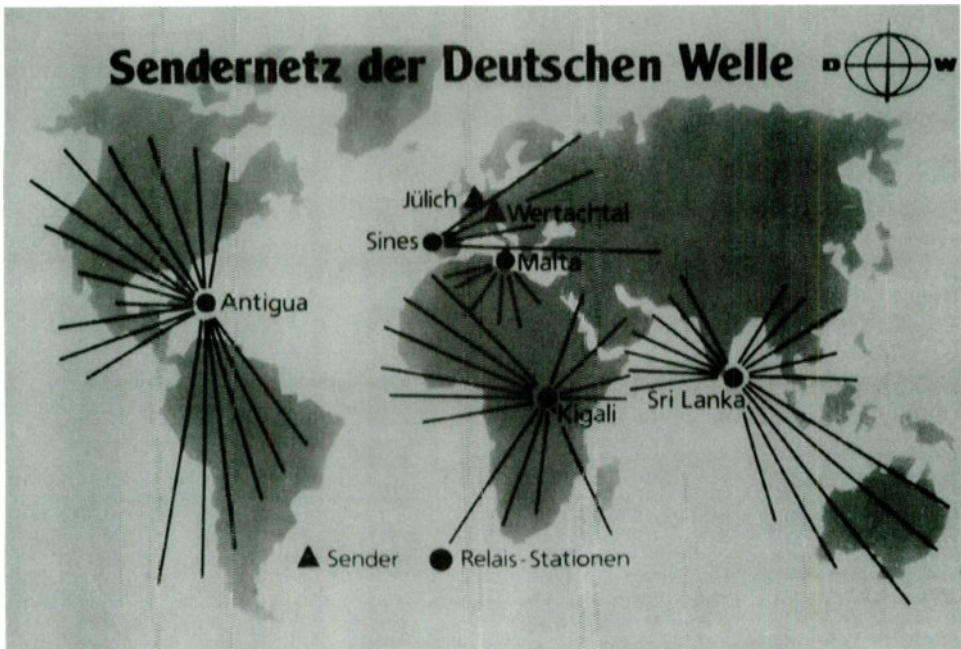 Sendernetz der Deutschen Welle
D W
Jülich
Wertachtal
Sines
Malta
Antigua
Kigali
Sri Lanka
Sender
Relais-Stationen